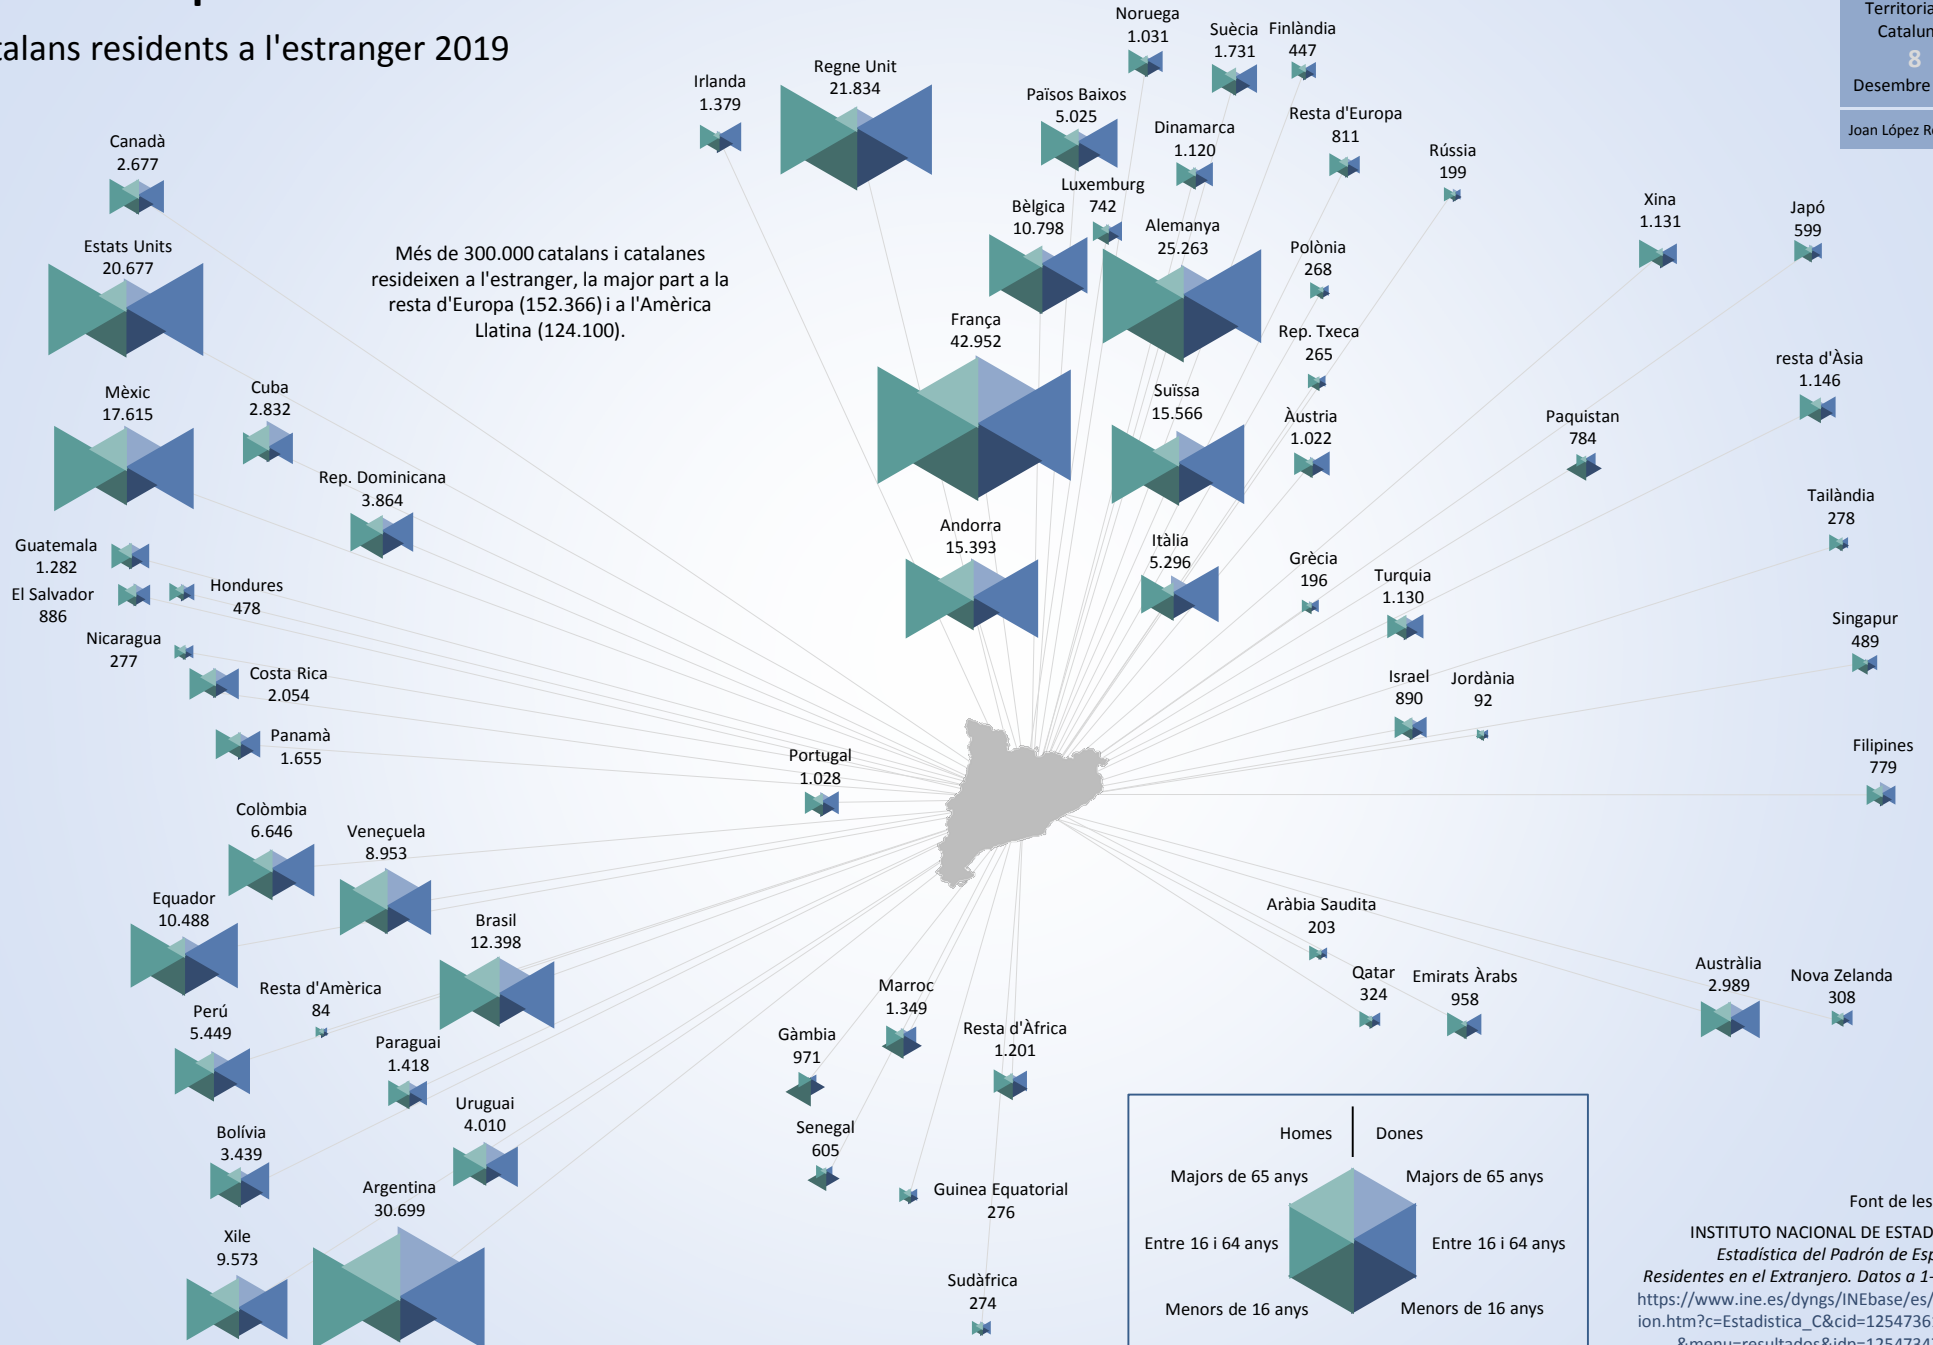 talans residents a l'estranger 2019
Territoria
Catalun
8
Desembre
Joan López R
Noruega
1.031
Suècia
1.731
Finlàndia
447
Irlanda
1.379
Regne Unit
21.834
Països Baixos
5.025
Dinamarca
1.120
Resta d'Europa
811
Rússia
199
Canadà
2.677
Luxemburg
742
Bèlgica
10.798
Alemanya
25.263
Xina
1.131
Japó
599
Estats Units
20.677
Més de 300.000 catalans i catalanes
resideixen a l'estranger, la major part a la
resta d'Europa (152.366) i a l'Amèrica
Llatina (124.100).
Polònia
268
França
42.952
Rep. Txeca
265
resta d'Àsia
1.146
Mèxic
17.615
Cuba
2.832
Suïssa
15.566
Àustria
1.022
Paquistan
784
Rep. Dominicana
3.864
Tailàndia
278
Guatemala
1.282
Andorra
15.393
Itàlia
5.296
Grècia
196
Turquia
1.130
El Salvador
886
Hondures
478
Singapur
489
Nicaragua
277
Costa Rica
2.054
Israel
890
Jordània
92
Panamà
1.655
Portugal
1.028
Filipines
779
Colòmbia
6.646
Veneçuela
8.953
Equador
10.488
Brasil
12.398
Aràbia Saudita
203
Resta d'Amèrica
84
Marroc
1.349
Qatar
324
Emirats Àrabs
958
Austràlia
2.989
Nova Zelanda
308
Perú
5.449
Paraguai
1.418
Gàmbia
971
Resta d'Àfrica
1.201
Uruguai
4.010
Bolívia
3.439
Senegal
605
Argentina
30.699
Guinea Equatorial
276
Xile
9.573
Sudàfrica
274
Homes
Dones
Majors de 65 anys
Majors de 65 anys
Entre 16 i 64 anys
Entre 16 i 64 anys
Menors de 16 anys
Menors de 16 anys
Font de les
INSTITUTO NACIONAL DE ESTAD
Estadística del Padrón de Esp
Residentes en el Extranjero. Datos a 1-
https://www.ine.es/dyngs/INEbase/es/
ion.htm?c=Estadistica_C&cid=1254736
&menu=resultados&idp=1254734